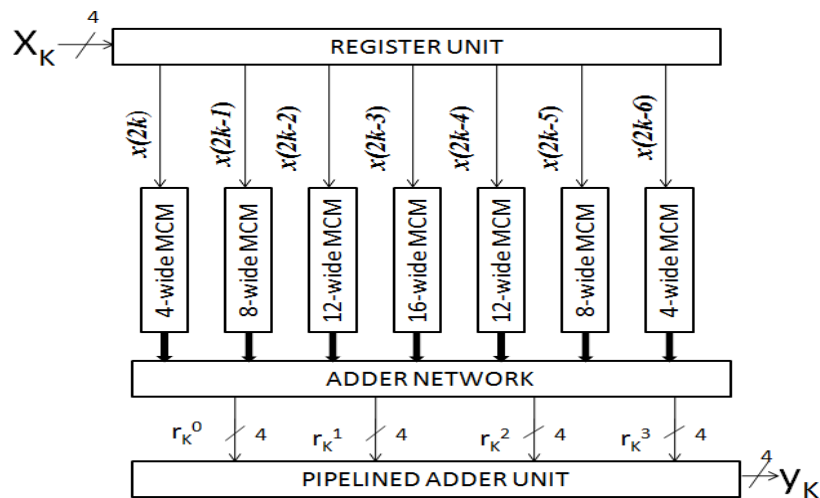 X_K
4
REGISTER UNIT
x(2k)
x(2k-1)
x(2k-2)
x(2k-3)
x(2k-4)
x(2k-5)
x(2k-6)
4-wide MCM
8-wide MCM
12-wide MCM
16-wide MCM
12-wide MCM
8-wide MCM
4-wide MCM
ADDER NETWORK
r_K^0
4
r_K^1
4
r_K^2
4
r_K^3
4
PIPELINED ADDER UNIT
4
y_K